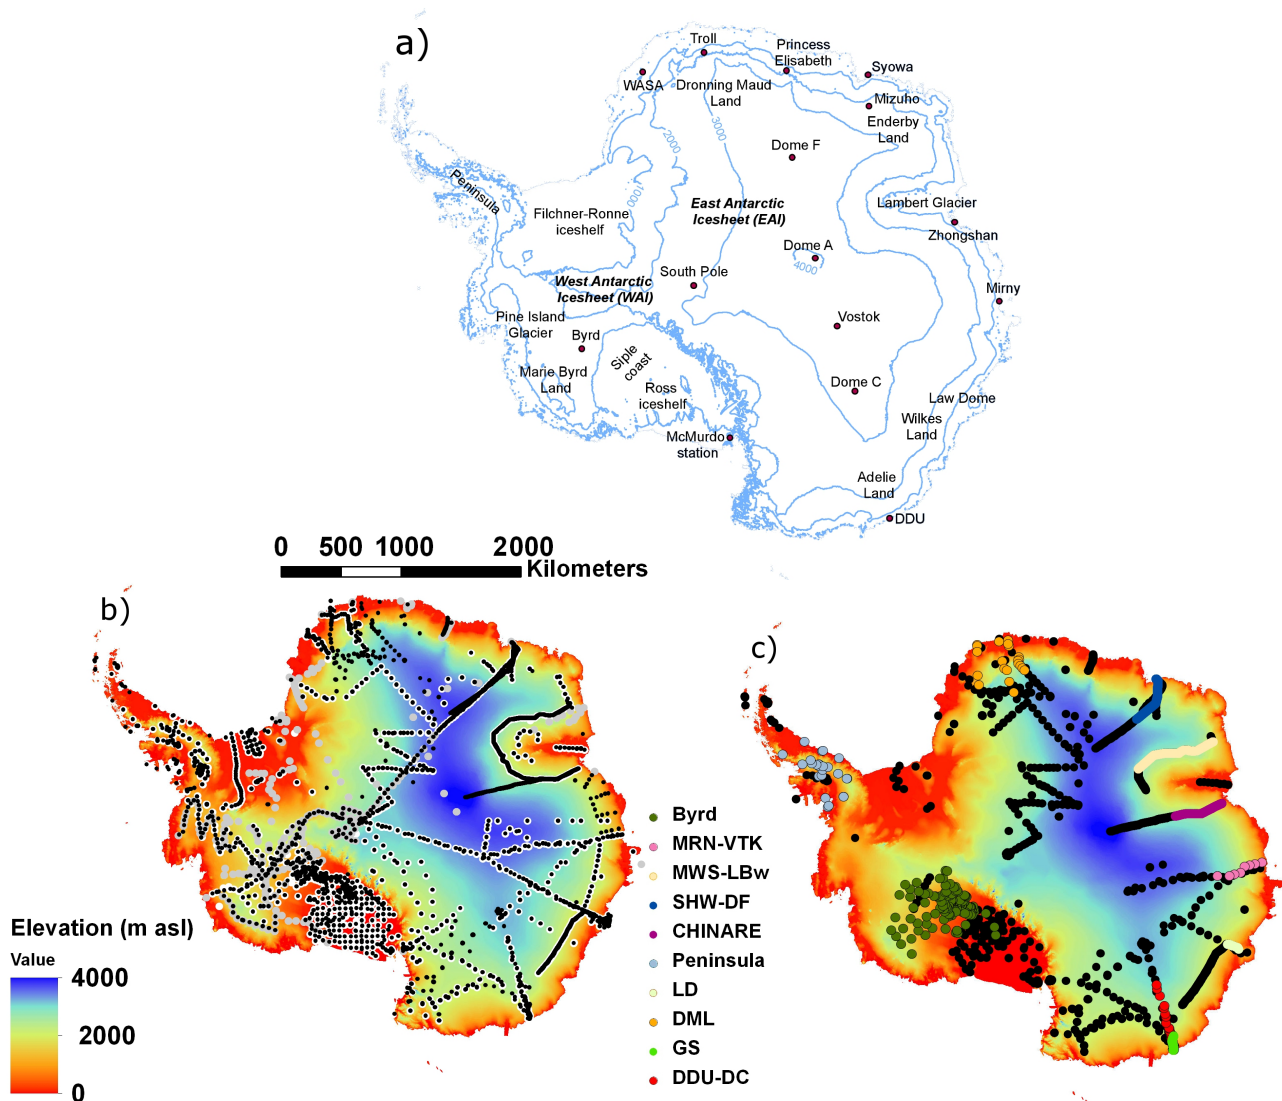 a)
Troll
Princess
Elisabeth
Syowa
WASA
Dronning Maud
Land
Mizuho
Enderby
Land
3000
2000
1000
Dome F
Peninsula
Filchner-Ronne
iceshelf
East Antarctic
Icesheet (EAI)
Lambert Glacier
Zhongshan
Dome A
4000
South Pole
West Antarctic
Icesheet (WAI)
Mirny
Pine Island
Glacier
Byrd
Vostok
Siple
coast
Marie Byrd
Land
Ross
iceshelf
Dome C
Law Dome
Wilkes
Land
McMurdo
station
Adelie
Land
DDU
0 500 1000 2000
Kilometers
b)
c)
Elevation (m asl)
Value
4000
2000
0
Byrd
MRN-VTK
MWS-LBw
SHW-DF
CHINARE
Peninsula
LD
DML
GS
DDU-DC